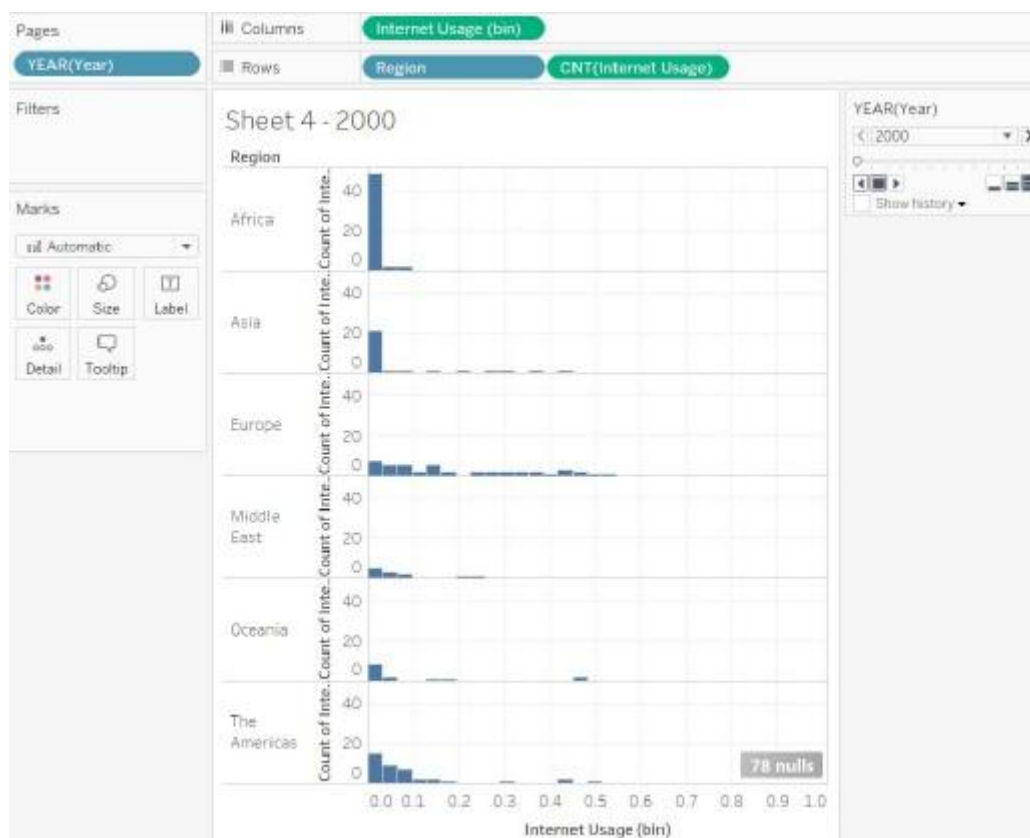 Pages
YEAR(Year)
Filters
Marks
Automatic
Color Size Label
Detail Tooltip
Columns Internet Usage (bin)
Rows Region CNT(Internet Usage)
Sheet 4 - 2000
Region
Africa
Count of Inte..
40
20
0
Asia
Count of Inte..
40
20
0
Europe
Count of Inte..
40
20
0
Middle
East
Count of Inte..
40
20
0
Oceania
Count of Inte..
40
20
0
The
Americas
Count of Inte..
40
20
0
78 nulls
0.0 0.1 0.2 0.3 0.4 0.5 0.6 0.7 0.8 0.9 1.0
Internet Usage (bin)
YEAR(Year)
2000
Show history